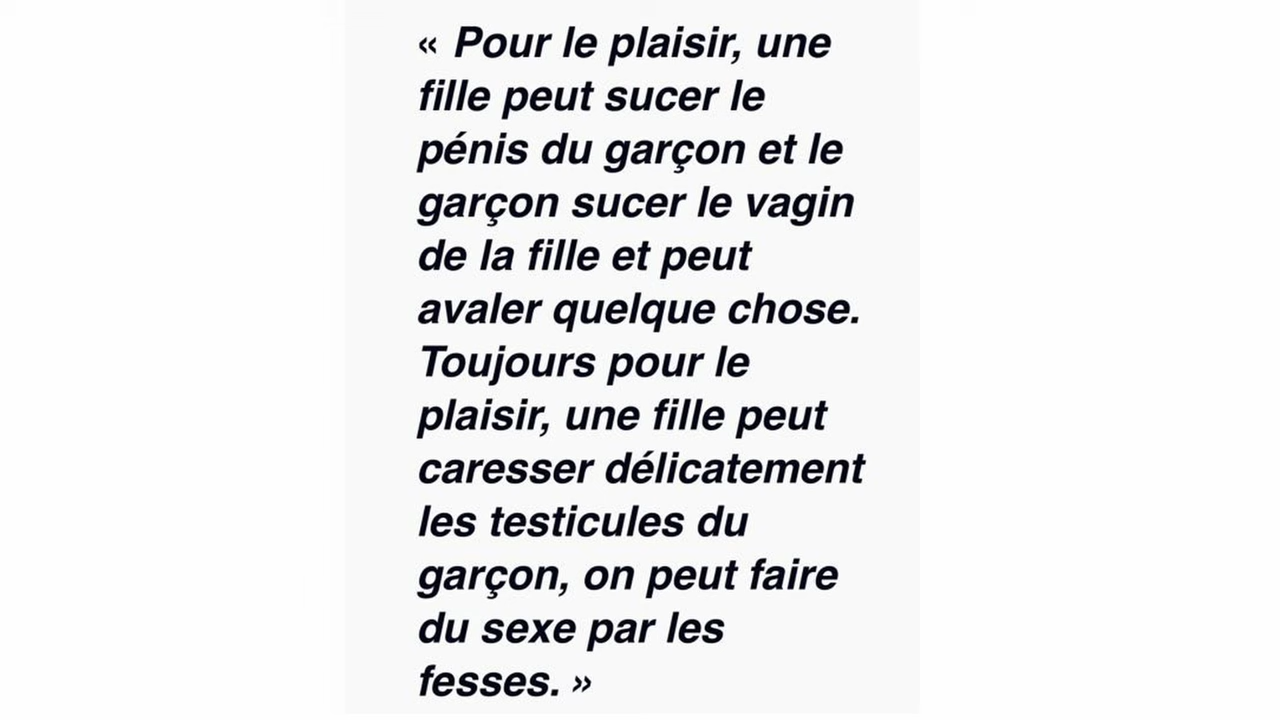 « Pour le plaisir, une
fille peut sucer le
pénis du garçon et le
garçon sucer le vagin
de la fille et peut
avaler quelque chose.
Toujours pour le
plaisir, une fille peut
caresser délicatement
les testicules du
garçon, on peut faire
du sexe par les
fesses. »